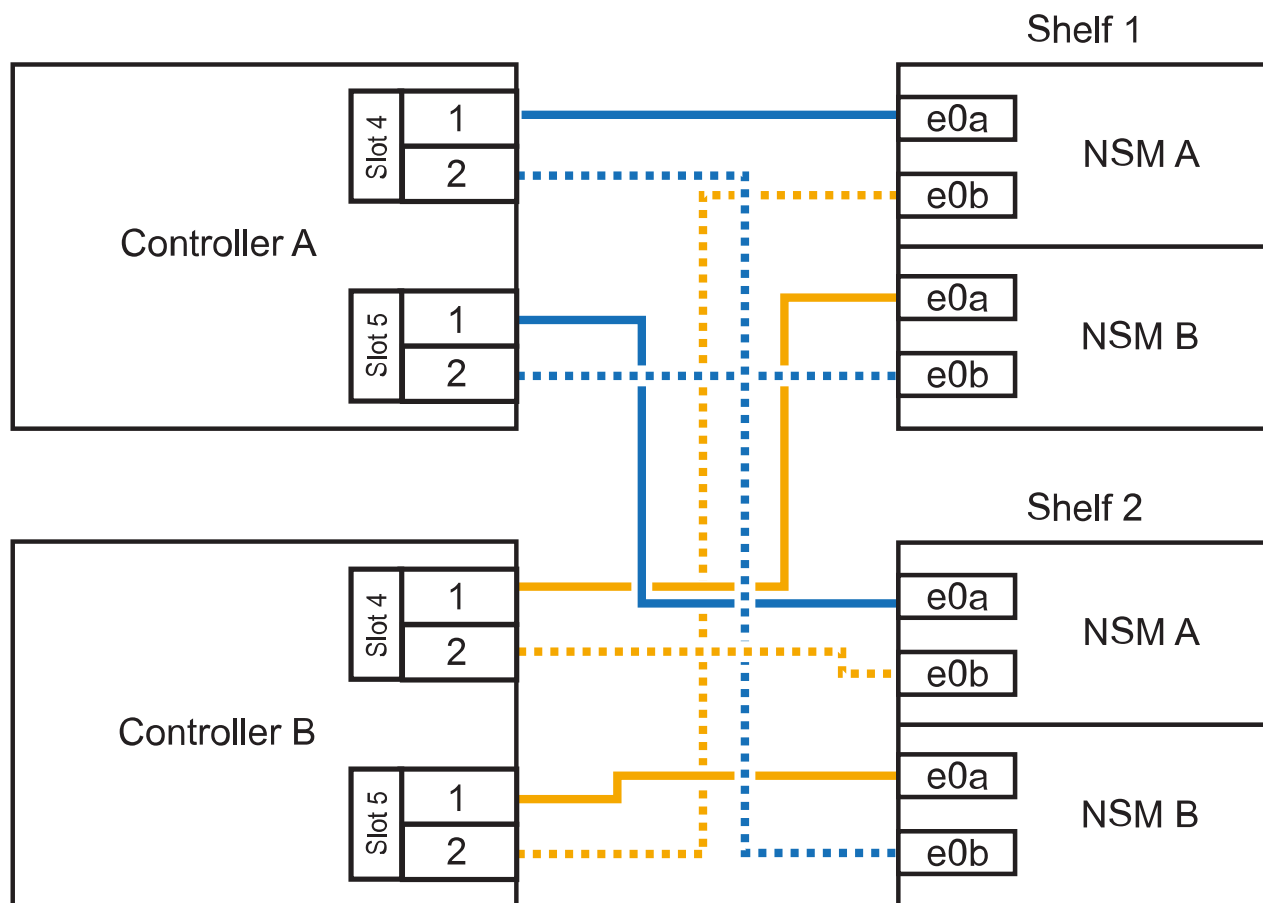 Shelf 1
Controller A
Slot 4
1
2
Slot 5
1
2
e0a
NSM A
e0b
e0a
NSM B
e0b
Shelf 2
Controller B
Slot 4
1
2
Slot 5
1
2
e0a
NSM A
e0b
e0a
NSM B
e0b